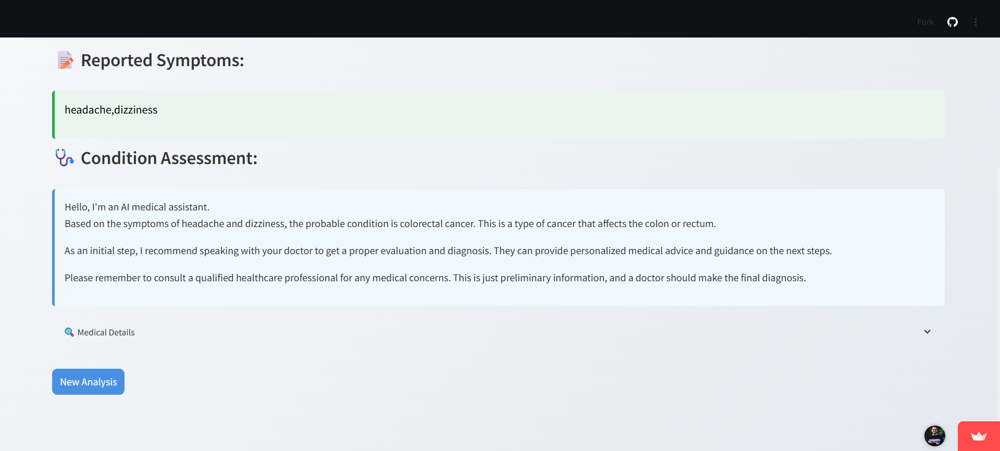 Fork
Reported Symptoms:
headache,dizziness
Condition Assessment:
Hello, I'm an AI medical assistant.
Based on the symptoms of headache and dizziness, the probable condition is colorectal cancer. This is a type of cancer that affects the colon or rectum.
As an initial step, I recommend speaking with your doctor to get a proper evaluation and diagnosis. They can provide personalized medical advice and guidance on the next steps.
Please remember to consult a qualified healthcare professional for any medical concerns. This is just preliminary information, and a doctor should make the final diagnosis.
Medical Details
New Analysis